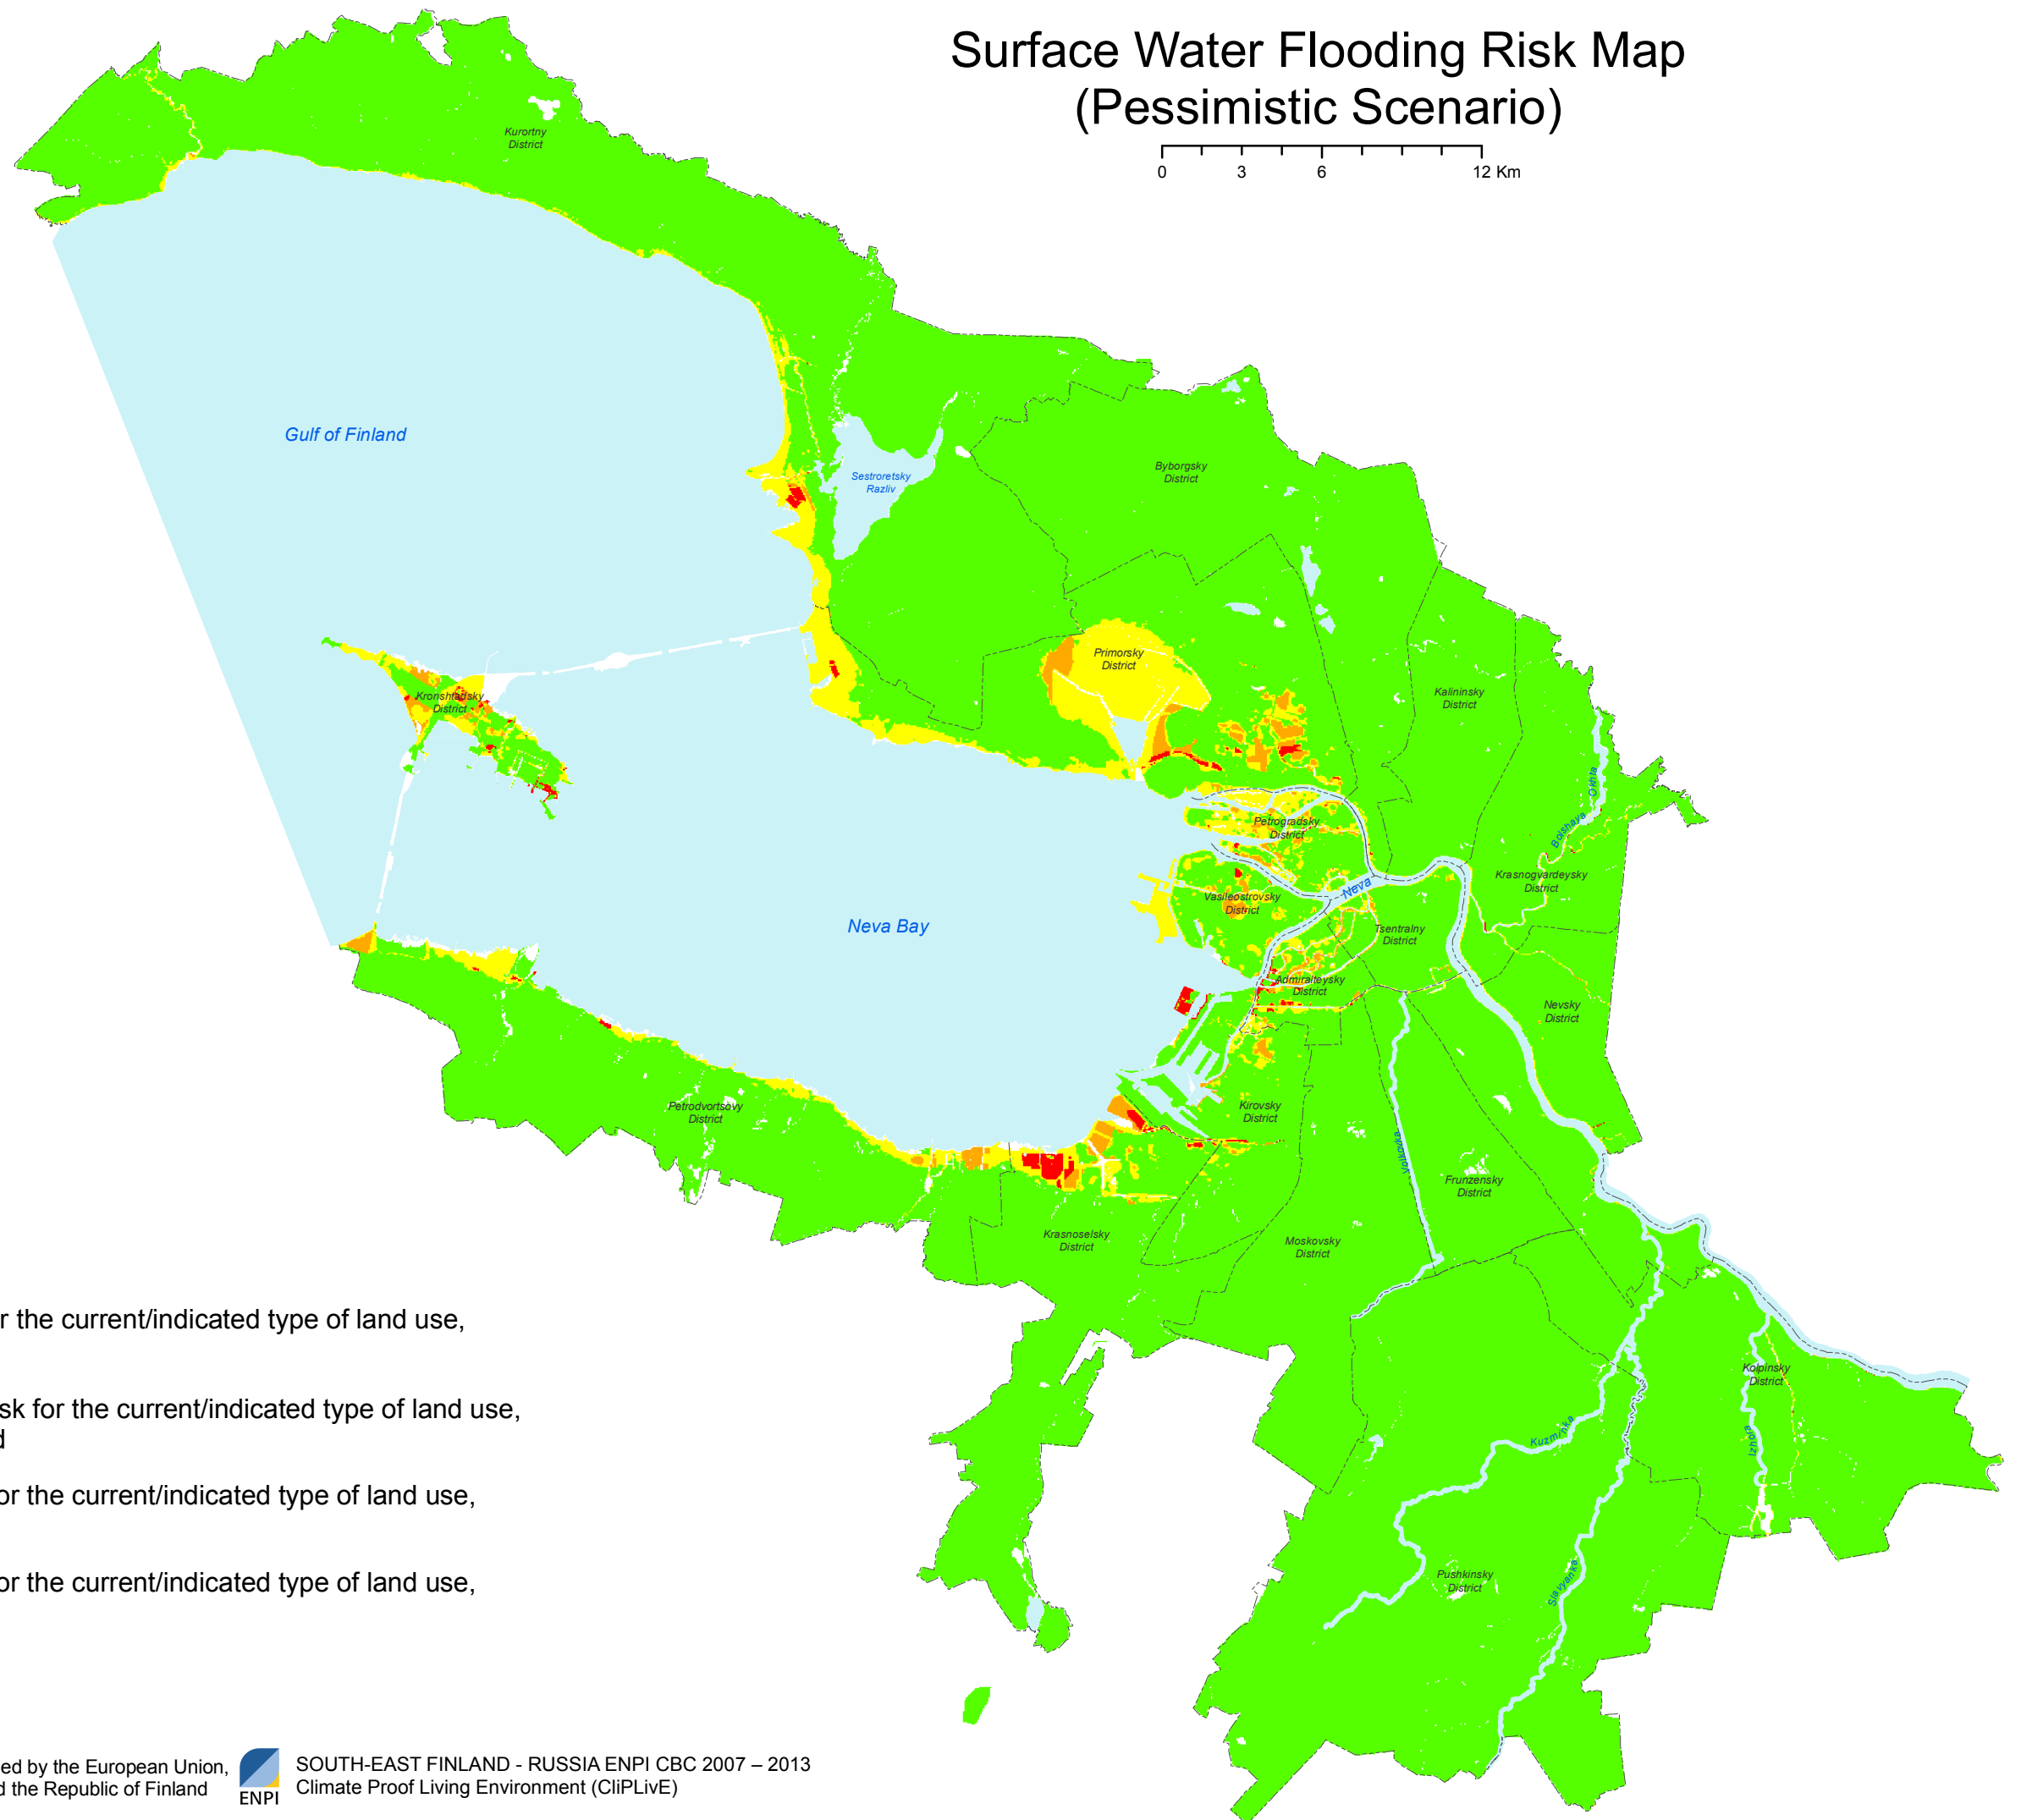 Surface Water Flooding Risk Map
(Pessimistic Scenario)
0 3 6 12 Km
Kurortny
District
Gulf of Finland
Sestroretsky
Razliv
Byborgsky
District
Primorsky
District
Kronshtadsky
District
Kalininsky
District
Bolshaya Okhta
Petrogradsky
District
Krasnogvardeysky
District
Neva
Vasileostrovsky
District
Neva Bay
Tsentralny
District
Admiralteysky
District
Nevsky
District
Petrodvortsovy
District
Kirovsky
District
Volkovka
Frunzensky
District
Krasnoselsky
District
Moskovsky
District
Kolpinsky
District
Kuzminka
Izhora
Pushkinsky
District
Slavyanka
r the current/indicated type of land use,
sk for the current/indicated type of land use,
d
or the current/indicated type of land use,
or the current/indicated type of land use,
ed by the European Union,
d the Republic of Finland
ENPI
SOUTH-EAST FINLAND - RUSSIA ENPI CBC 2007 – 2013
Climate Proof Living Environment (CliPLivE)